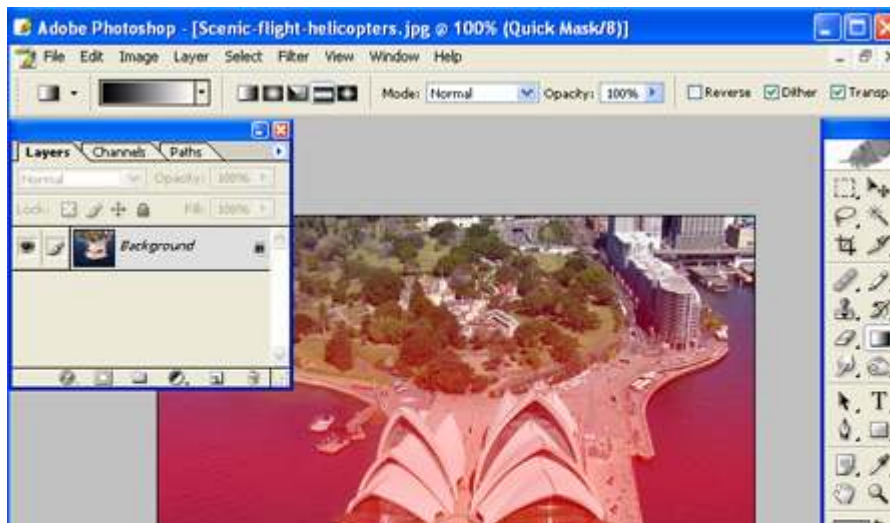 Adobe Photoshop - [Scenic-flight-helicopters.jpg @ 100% (Quick Mask/8)]
File Edit Image Layer Select Filter View Window Help
Mode: Normal Opacity: 100% Reverse Dither Transp
Layers Channels Paths
Normal Opacity: 100%
Lock: Fill: 100%
Background
T